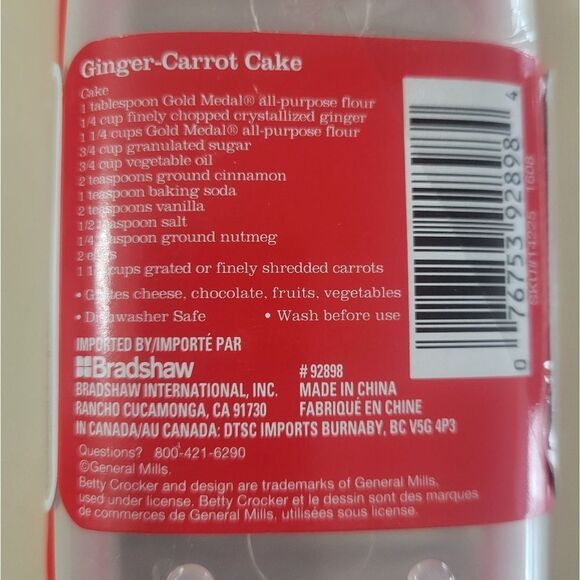 Ginger-Carrot Cake
Cake
1 tablespoon Gold Medal® all-purpose flour
1/4 cup finely chopped crystallized ginger
1 1/4 cups Gold Medal® all-purpose flour
3/4 cup granulated sugar
3/4 cup vegetable oil
2 teaspoons ground cinnamon
1 teaspoon baking soda
2 teaspoons vanilla
1/2 teaspoon salt
1/4 teaspoon ground nutmeg
2 eggs
cups grated or finely shredded carrots
• Grates cheese, chocolate, fruits, vegetables
• Dishwasher Safe • Wash before use
IMPORTED BY/IMPORTÉ PAR
Bradshaw # 92898
BRADSHAW INTERNATIONAL, INC. MADE IN CHINA
RANCHO CUCAMONGA, CA 91730 FABRIQUÉ EN CHINE
IN CANADA/AU CANADA: DTSC IMPORTS BURNABY, BC V5G 4P3
Questions? 800-421-6290
©General Mills.
Betty Crocker and design are trademarks of General Mills,
used under license. Betty Crocker et le dessin sont des marques
de commerces de General Mills, utilisées sous license.
0 76753 92898 4
SKU#14225 1608